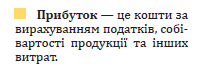 Прибуток — це кошти за
вирахуванням податків, собі-
вартості продукції та інших
витрат.